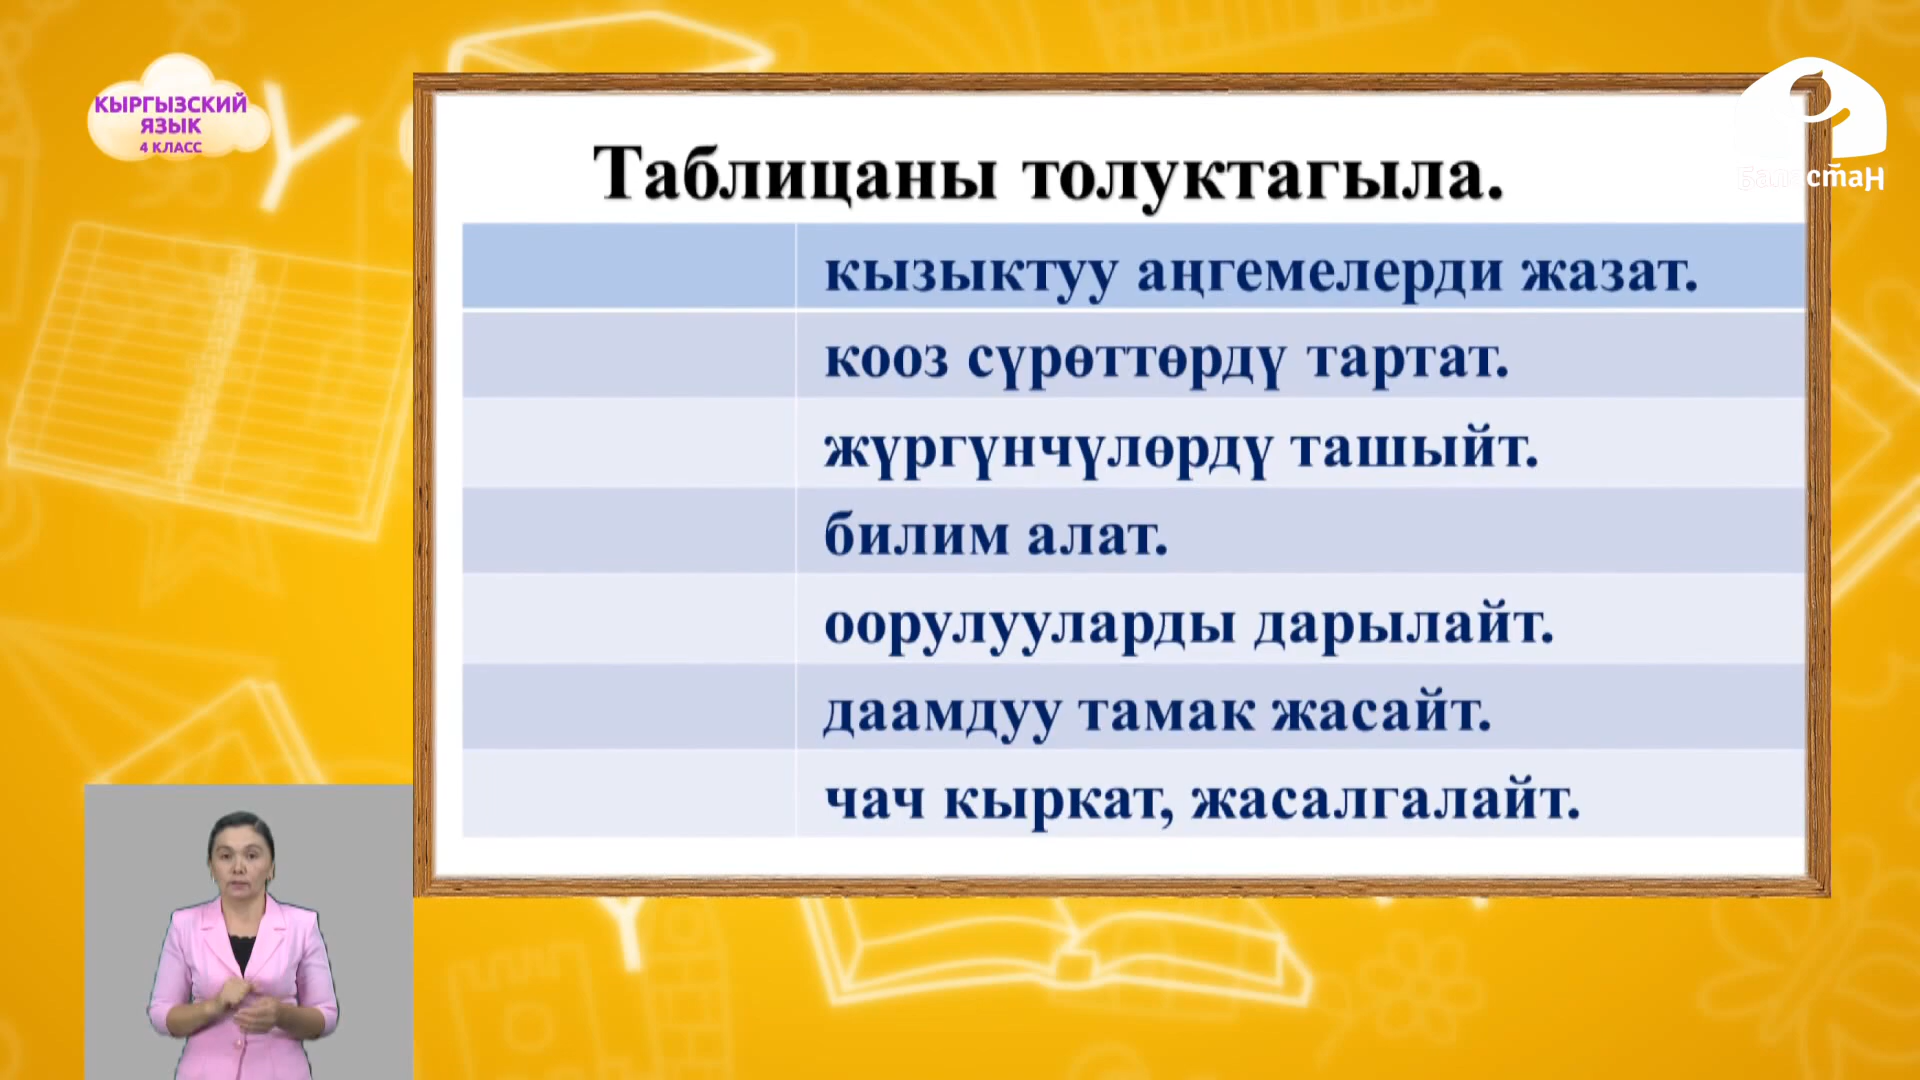 КЫРГЫЗСКИЙ
ЯЗЫК
4 КЛАСС
Баластан
Таблицаны толуктагыла.
кызыктуу аңгемелерди жазат.
кооз сүрөттөрдү тартат.
жүргүнчүлөрдү ташыйт.
билим алат.
оорулууларды дарылайт.
даамдуу тамак жасайт.
чач кыркат, жасалгалайт.